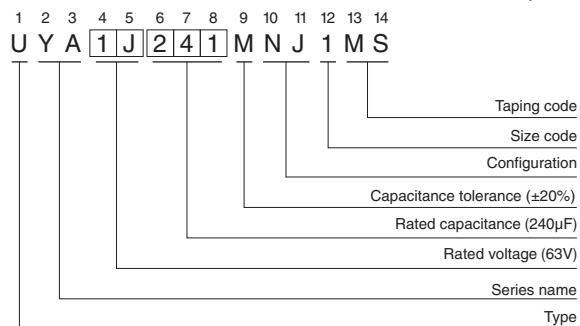 1 2 3 4 5 6 7 8 9 10 11 12 13 14
U Y A 1 J 2 4 1 M N J 1 M S
Taping code
Size code
Configuration
Capacitance tolerance (±20%)
Rated capacitance (240µF)
Rated voltage (63V)
Series name
Type